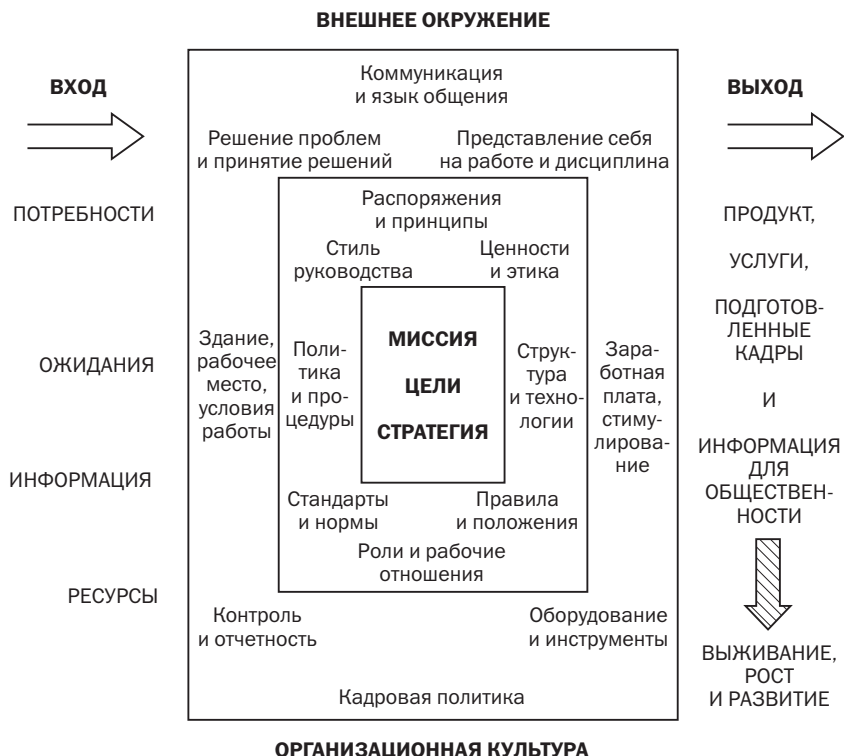 ВНЕШНЕЕ ОКРУЖЕНИЕ
ВХОД
ПОТРЕБНОСТИ
ОЖИДАНИЯ
ИНФОРМАЦИЯ
РЕСУРСЫ
Коммуникация
и язык общения
Решение проблем
и принятие решений
Представление себя
на работе и дисциплина
Распоряжения
и принципы
Стиль
руководства
Ценности
и этика
Здание,
рабочее
место,
условия
работы
Поли-
тика
и про-
цедуры
МИССИЯ
ЦЕЛИ
СТРАТЕГИЯ
Струк-
тура
и техно-
логии
Зара-
ботная
плата,
стиму-
лирова-
ние
Стандарты
и нормы
Правила
и положения
Роли и рабочие
отношения
Контроль
и отчетность
Оборудование
и инструменты
Кадровая политика
ВЫХОД
ПРОДУКТ,
УСЛУГИ,
ПОДГОТОВ-
ЛЕННЫЕ
КАДРЫ
И
ИНФОРМАЦИЯ
ДЛЯ
ОБЩЕСТВЕН-
НОСТИ
ВЫЖИВАНИЕ,
РОСТ
И РАЗВИТИЕ
ОРГАНИЗАЦИОННАЯ КУЛЬТУРА